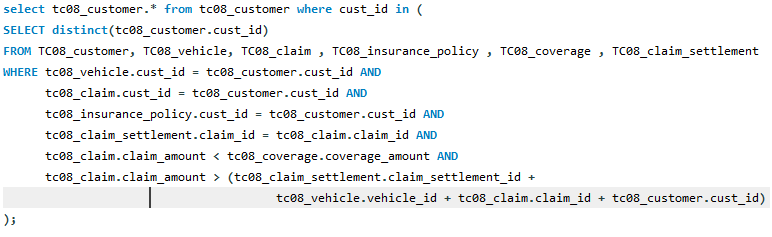 select tc08_customer.* from tc08_customer where cust_id in (
SELECT distinct(tc08_customer.cust_id)
FROM TC08_customer, TC08_vehicle, TC08_claim , TC08_insurance_policy , TC08_coverage , TC08_claim_settlement
WHERE tc08_vehicle.cust_id = tc08_customer.cust_id AND
tc08_claim.cust_id = tc08_customer.cust_id AND
tc08_insurance_policy.cust_id = tc08_customer.cust_id AND
tc08_claim_settlement.claim_id = tc08_claim.claim_id AND
tc08_claim.claim_amount < tc08_coverage.coverage_amount AND
tc08_claim.claim_amount > (tc08_claim_settlement.claim_settlement_id +
tc08_vehicle.vehicle_id + tc08_claim.claim_id + tc08_customer.cust_id)
);